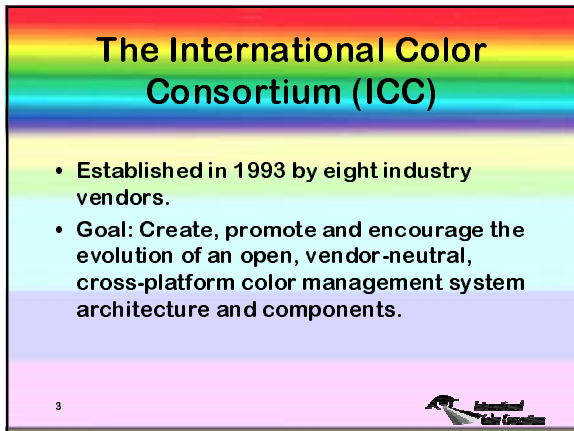 The International Color
Consortium (ICC)
• Established in 1993 by eight industry
vendors.
• Goal: Create, promote and encourage the
evolution of an open, vendor-neutral,
cross-platform color management system
architecture and components.
3
International
Color Consortium